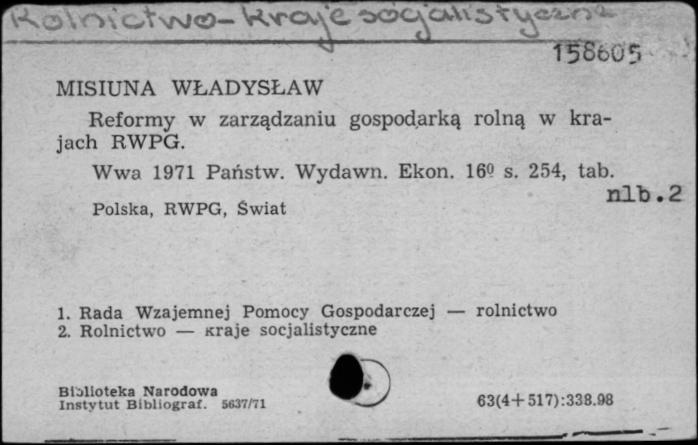 Rolnictwo - kraje socjalistyczne
158605
MISIUNA WŁADYSŁAW
Reformy w zarządzaniu gospodarką rolną w kra-
jach RWPG.
Wwa 1971 Państw. Wydawn. Ekon. 16º s. 254, tab.
nlb.2
Polska, RWPG, Świat
1. Rada Wzajemnej Pomocy Gospodarczej — rolnictwo
2. Rolnictwo — kraje socjalistyczne
Biblioteka Narodowa
Instytut Bibliograf. 5637/71
63(4+517):338.98